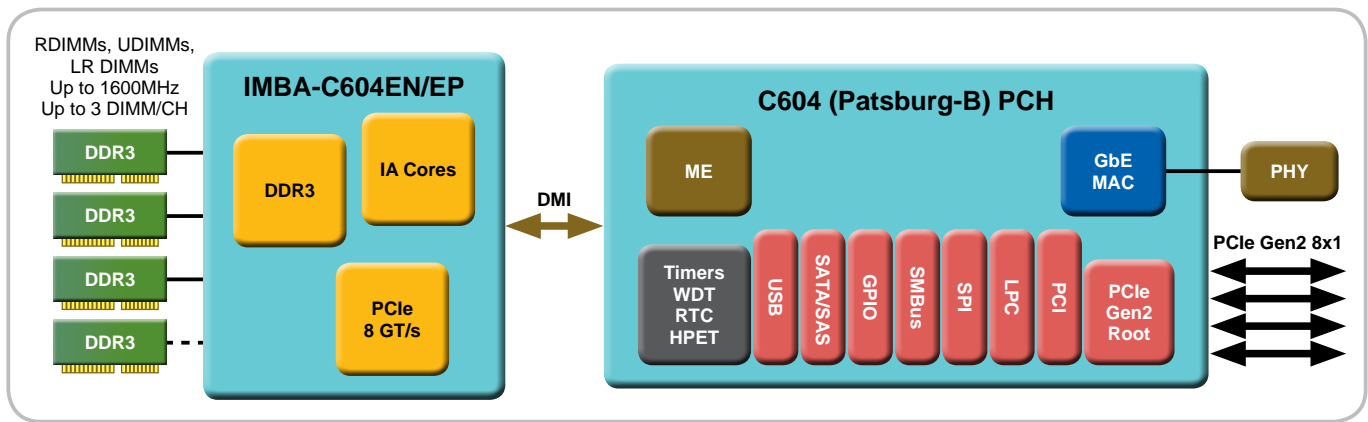 RDIMMs, UDIMMs,
LR DIMMs
Up to 1600MHz
Up to 3 DIMM/CH
DDR3
DDR3
DDR3
DDR3
IMBA-C604EN/EP
DDR3
IA Cores
PCIe
8 GT/s
DMI
C604 (Patsburg-B) PCH
ME
GbE
MAC
PHY
Timers
WDT
RTC
HPET
USB
SATA/SAS
GPIO
SMBus
SPI
LPC
PCI
PCIe
Gen2
Root
PCIe Gen2 8x1